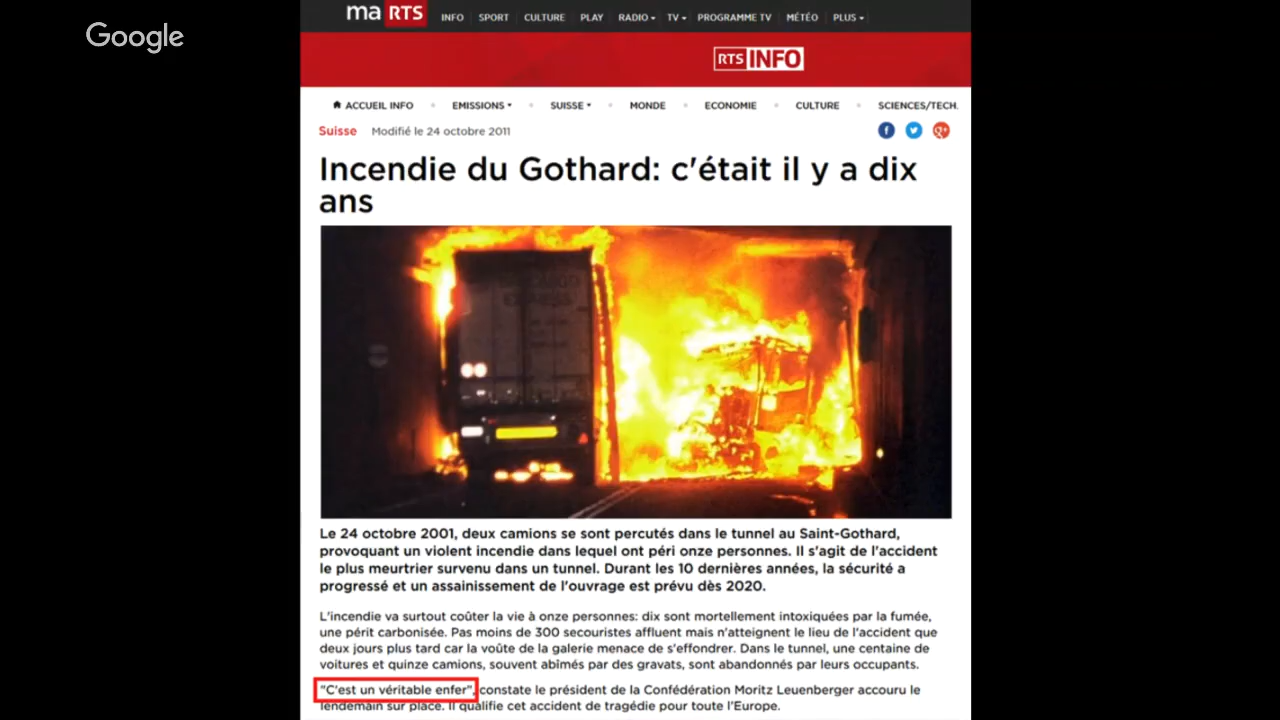 Google
ma RTS INFO SPORT CULTURE PLAY RADIO TV PROGRAMME TV MÉTÉO PLUS
RTS INFO
ACCUEIL INFO EMISSIONS SUISSE MONDE ECONOMIE CULTURE SCIENCES/TECH.
Suisse Modifié le 24 octobre 2011
Incendie du Gothard: c'était il y a dix
ans
Le 24 octobre 2001, deux camions se sont percutés dans le tunnel au Saint-Gothard,
provoquant un violent incendie dans lequel ont péri onze personnes. Il s'agit de l'accident
le plus meurtrier survenu dans un tunnel. Durant les 10 dernières années, la sécurité a
progressé et un assainissement de l'ouvrage est prévu dès 2020.
L'incendie va surtout coûter la vie à onze personnes: dix sont mortellement intoxiquées par la fumée,
une périt carbonisée. Pas moins de 300 secouristes affluent mais n'atteignent le lieu de l'accident que
deux jours plus tard car la voûte de la galerie menace de s'effondrer. Dans le tunnel, une centaine de
voitures et quinze camions, souvent abîmés par des gravats, sont abandonnés par leurs occupants.
"C'est un véritable enfer", constate le président de la Confédération Moritz Leuenberger accouru le
lendemain sur place. Il qualifie cet accident de tragédie pour toute l'Europe.